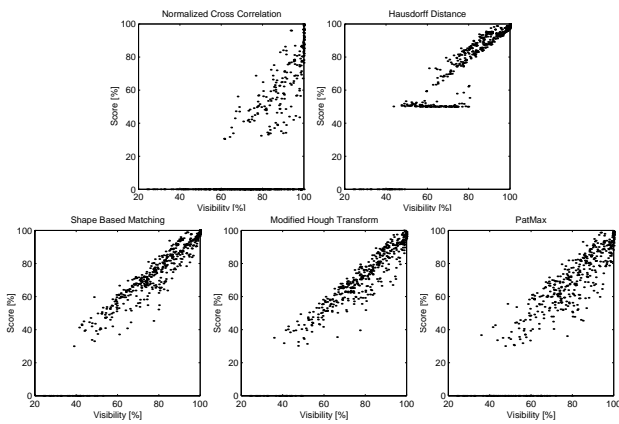 Normalized Cross Correlation
Hausdorff Distance
100
80
60
40
20
0
Score [%]
20 40 60 80 100
Visibility [%]
100
80
60
40
20
0
Score [%]
20 40 60 80 100
Visibility [%]
Shape Based Matching
Modified Hough Transform
PatMax
100
80
60
40
20
0
Score [%]
20 40 60 80 100
Visibility [%]
100
80
60
40
20
0
Score [%]
20 40 60 80 100
Visibility [%]
100
80
60
40
20
0
Score [%]
20 40 60 80 100
Visibility [%]